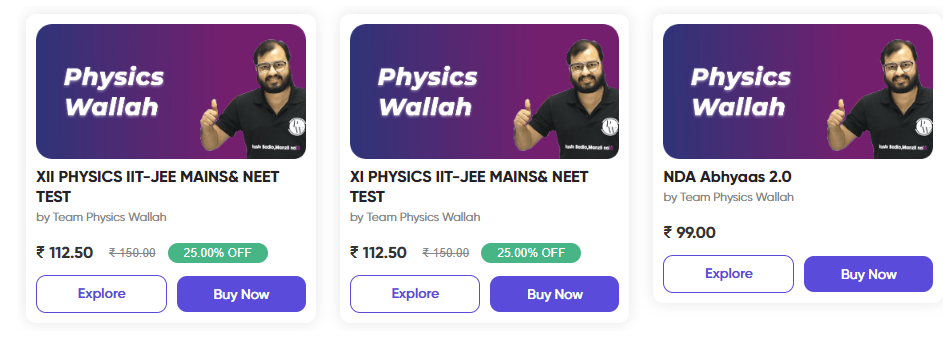 Physics
Wallah
XII PHYSICS IIT-JEE MAINS& NEET
TEST
by Team Physics Wallah
₹ 112.50 ₹ 150.00 25.00% OFF
Explore Buy Now
Physics
Wallah
XI PHYSICS IIT-JEE MAINS& NEET
TEST
by Team Physics Wallah
₹ 112.50 ₹ 150.00 25.00% OFF
Explore Buy Now
Physics
Wallah
NDA Abhyaas 2.0
by Team Physics Wallah
₹ 99.00
Explore Buy Now